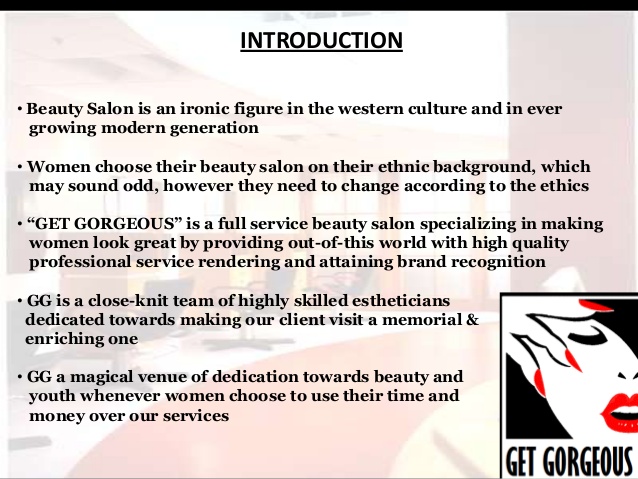 INTRODUCTION
• Beauty Salon is an ironic figure in the western culture and in ever
growing modern generation
• Women choose their beauty salon on their ethnic background, which
may sound odd, however they need to change according to the ethics
• “GET GORGEOUS” is a full service beauty salon specializing in making
women look great by providing out-of-this world with high quality
professional service rendering and attaining brand recognition
• GG is a close-knit team of highly skilled estheticians
dedicated towards making our client visit a memorial &
enriching one
• GG a magical venue of dedication towards beauty and
youth whenever women choose to use their time and
money over our services
GET GORGEOUS